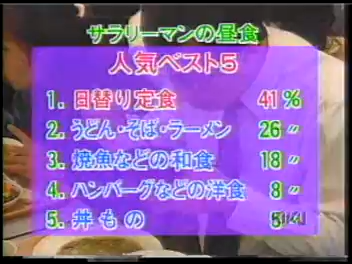 サラリーマンの昼食
人気ベスト5
1. 日替り定食 41%
2. うどん・そば・ラーメン 26〃
3. 焼魚などの和食 18〃
4. ハンバーグなどの洋食 8〃
5. 丼もの